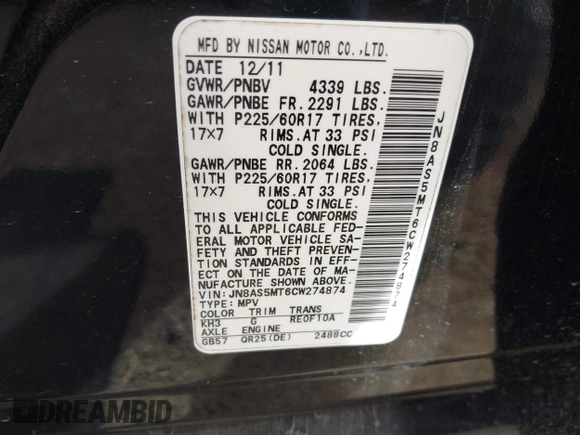 MFD BY NISSAN MOTOR CO.,LTD.
DATE 12/11
GVWR/PNBV 4339 LBS.
GAWR/PNBE FR. 2291 LBS.
WITH P225/60R17 TIRES.
17×7 RIMS. AT 33 PSI
COLD SINGLE.
GAWR/PNBE RR. 2064 LBS.
WITH P225/60R17 TIRES.
17×7 RIMS. AT 33 PSI
COLD SINGLE.
THIS VEHICLE CONFORMS
TO ALL APPLICABLE FED-
ERAL MOTOR VEHICLE SA-
FETY AND THEFT PREVEN-
TION STANDARDS IN EFF-
ECT ON THE DATE OF MA-
NUFACTURE SHOWN ABOVE.
VIN: JN8AS5MT6CW274874
TYPE: MPV
COLOR TRIM TRANS
KH3 G RE0F10A
AXLE ENGINE
GB57 QR25(DE) 2488CC
JN8AS5MT6CW274874
DREAMBID